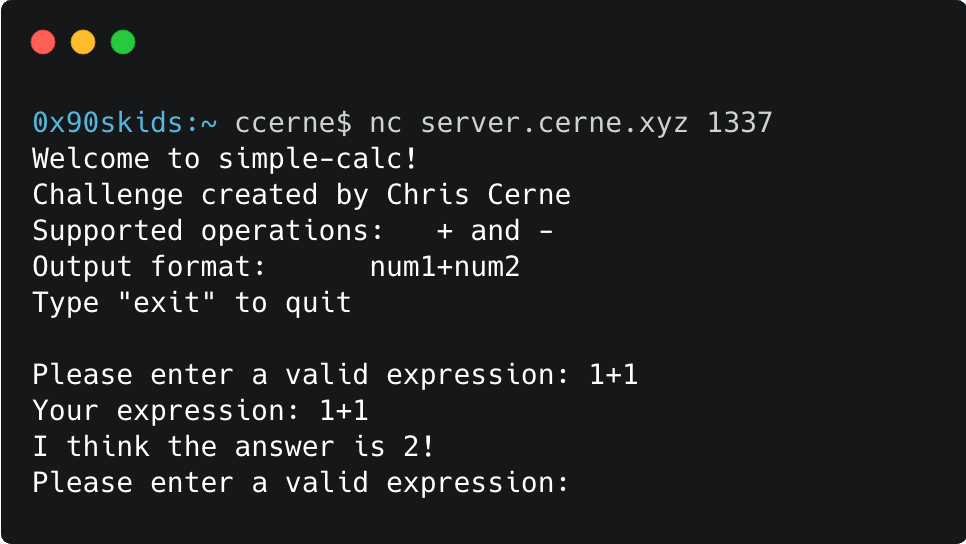 0x90skids:~ ccerne$ nc server.cerne.xyz 1337
Welcome to simple-calc!
Challenge created by Chris Cerne
Supported operations:   + and -
Output format:      num1+num2
Type "exit" to quit
Please enter a valid expression: 1+1
Your expression: 1+1
I think the answer is 2!
Please enter a valid expression: